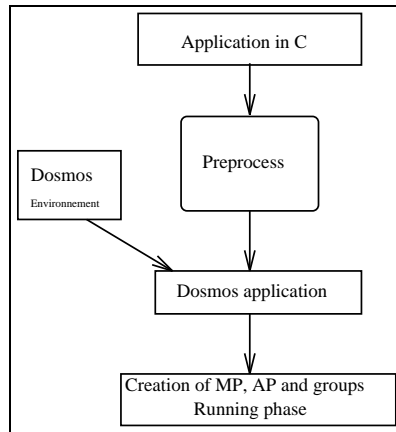 Application in C
Preprocess
Dosmos
Environnement
Dosmos application
Creation of MP, AP and groups
Running phase